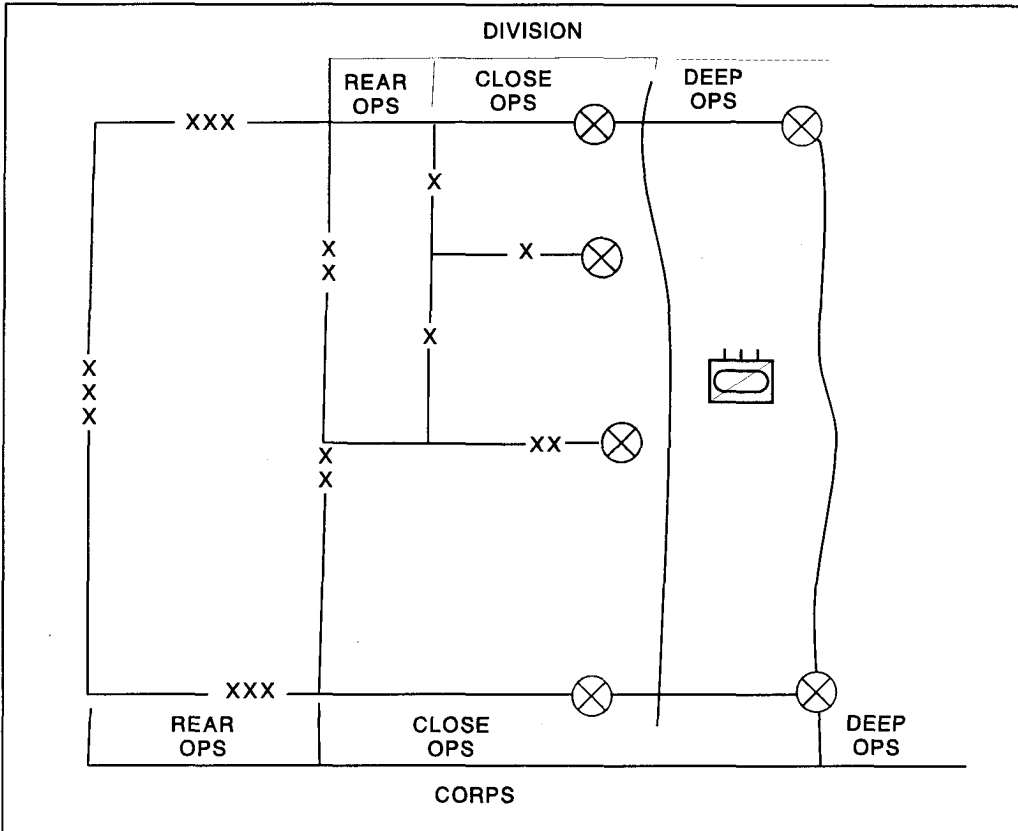 DIVISION
REAR OPS
CLOSE OPS
DEEP OPS
XXX
X
X
X
X
X
XX
X
X
X
X
X
XXX
REAR OPS
CLOSE OPS
DEEP OPS
CORPS